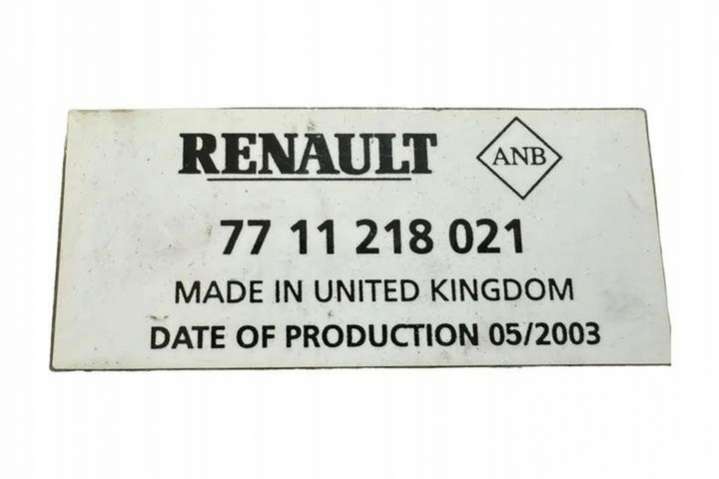 RENAULT ANB
77 11 218 021
MADE IN UNITED KINGDOM
DATE OF PRODUCTION 05/2003